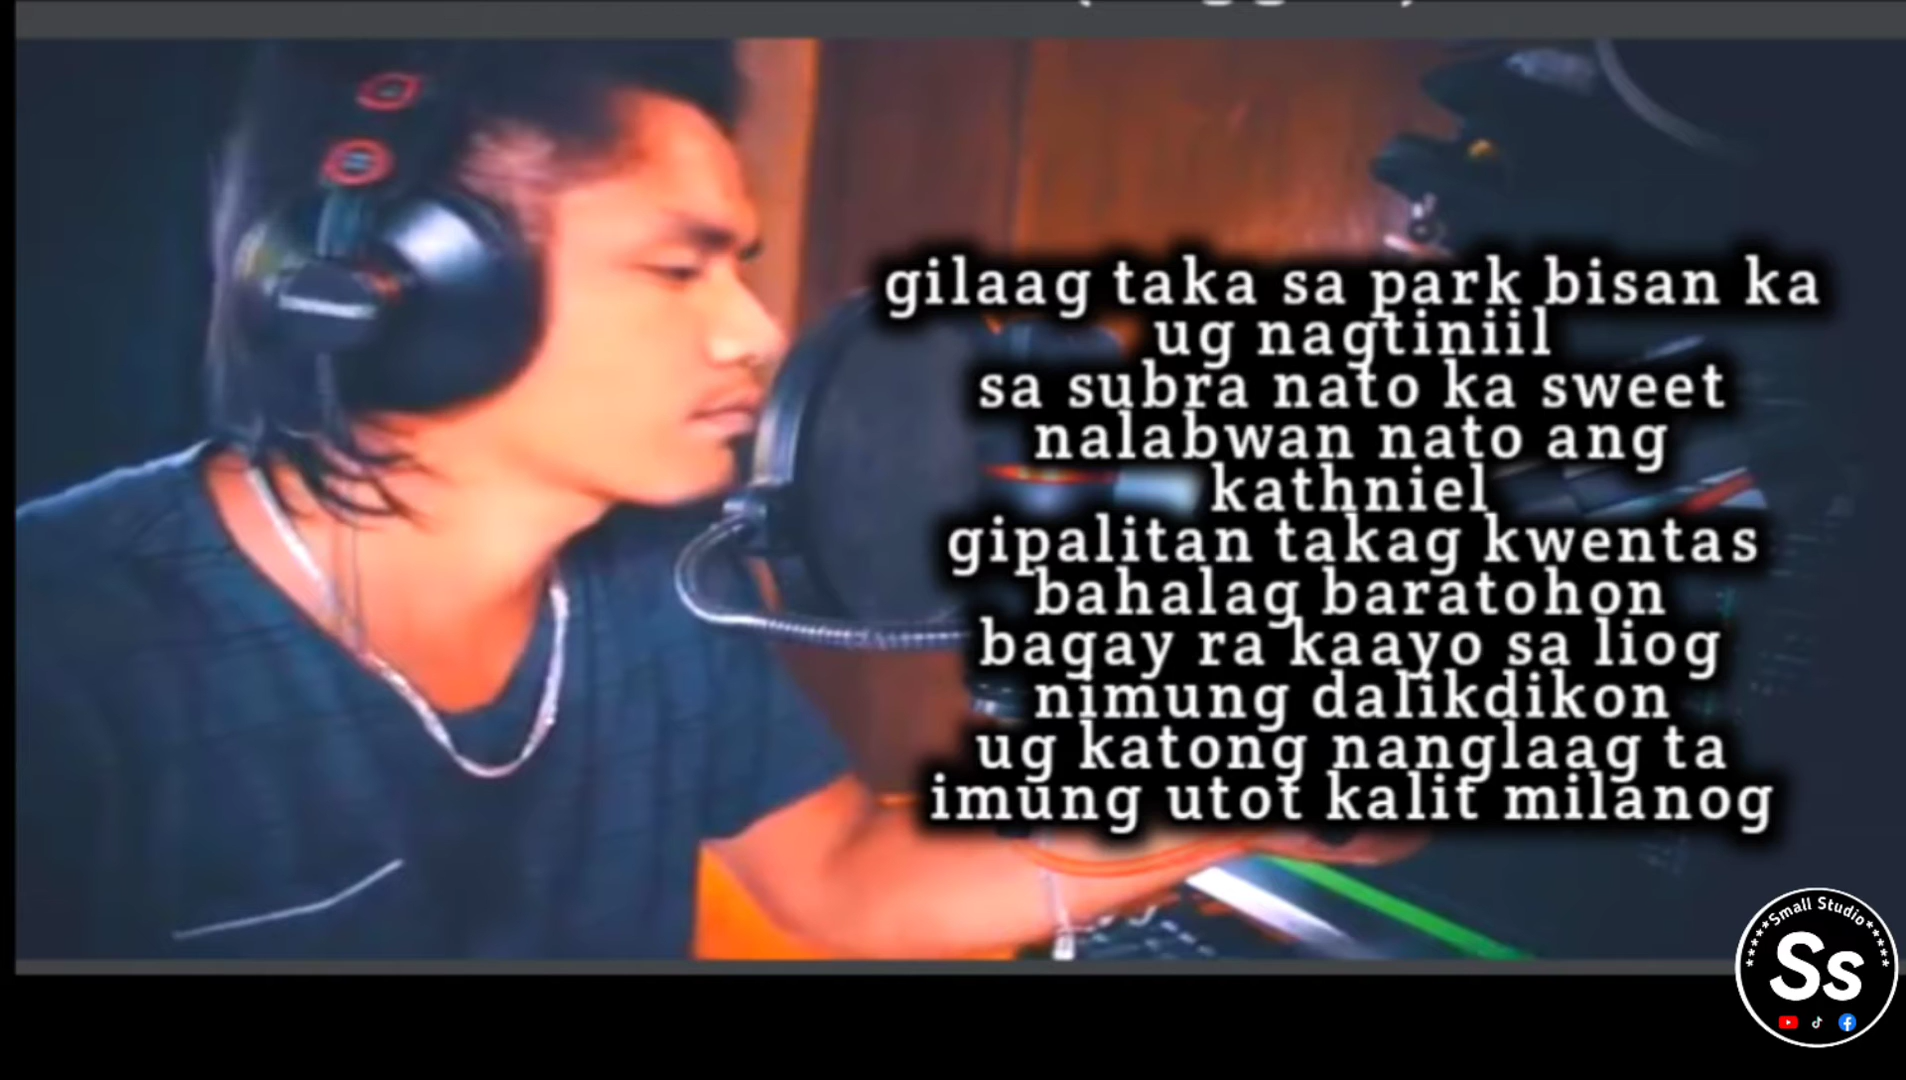 gilaag taka sa park bisan ka
ug nagtiniil
sa subra nato ka sweet
nalabwan nato ang
kathniel
gipalitan takag kwentas
bahalag baratohon
bagay ra kaayo sa liog
nimung dalikdikon
ug katong nanglaag ta
imung utot kalit milanog
Small Studio
Ss